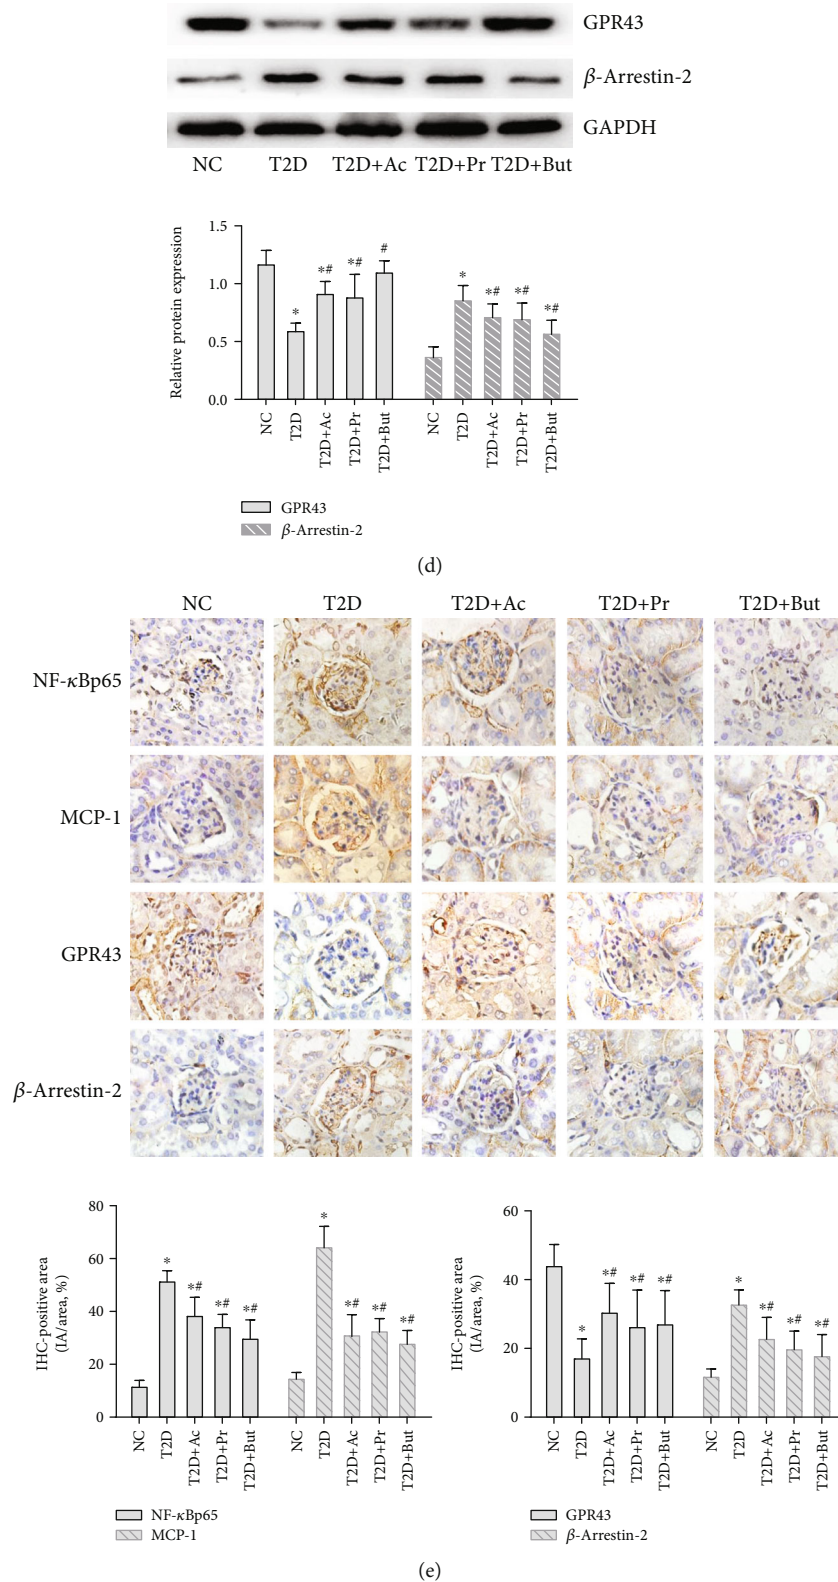 GPR43
β-Arrestin-2
GAPDH
NC T2D T2D+Ac T2D+Pr T2D+But
Relative protein expression
1.5
1.0
0.5
0.0
* *# *# #
* *# *# *#
NC T2D T2D+Ac T2D+Pr T2D+But NC T2D T2D+Ac T2D+Pr T2D+But
GPR43
β-Arrestin-2
(d)
NC T2D T2D+Ac T2D+Pr T2D+But
NF-κBp65
MCP-1
GPR43
β-Arrestin-2
IHC-positive area
(IA/area, %)
80
60
40
20
0
* *# *# *#
* *# *# *#
NC T2D T2D+Ac T2D+Pr T2D+But NC T2D T2D+Ac T2D+Pr T2D+But
NF-κBp65
MCP-1
IHC-positive area
(IA/area, %)
60
40
20
0
* *# *# *#
* *# *# *#
NC T2D T2D+Ac T2D+Pr T2D+But NC T2D T2D+Ac T2D+Pr T2D+But
GPR43
β-Arrestin-2
(e)